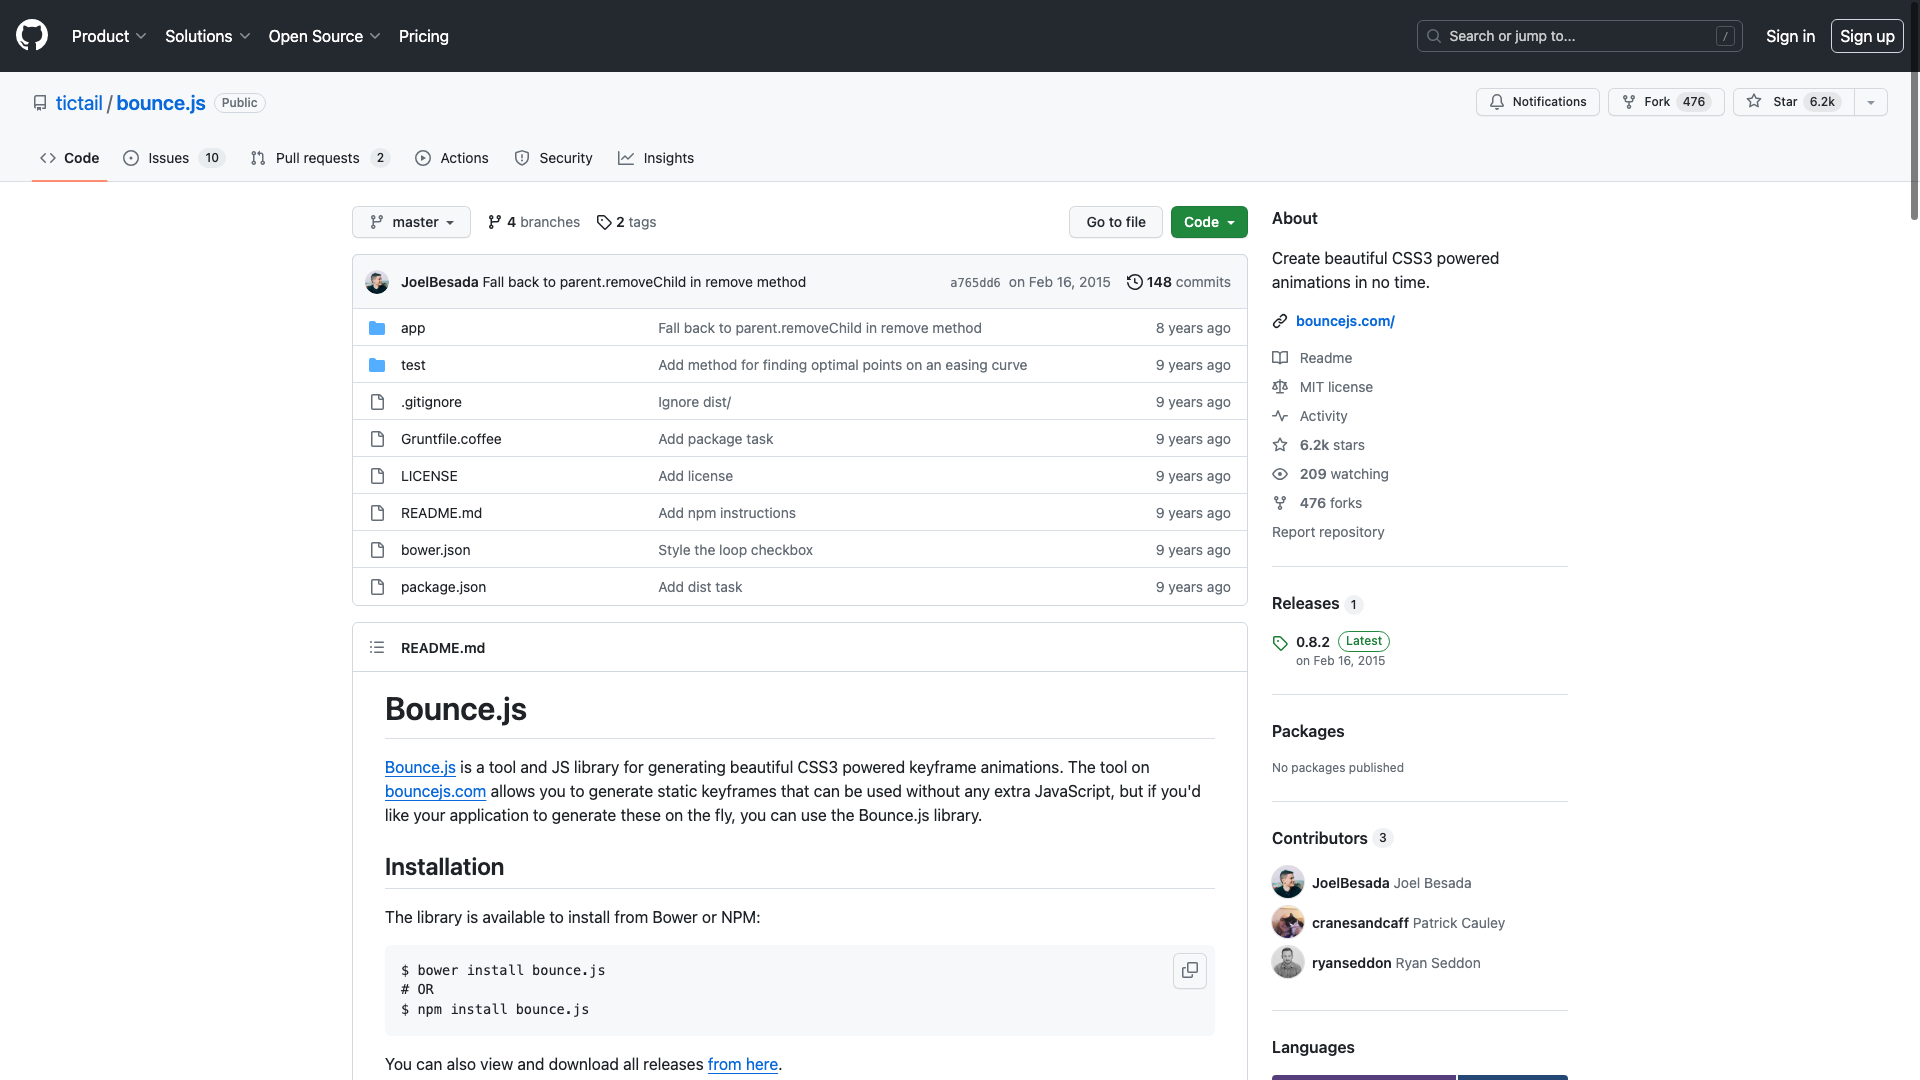 Product Solutions Open Source Pricing Search or jump to... / Sign in Sign up
tictail / bounce.js Public Notifications Fork 476 Star 6.2k
Code Issues 10 Pull requests 2 Actions Security Insights
master 4 branches 2 tags Go to file Code
JoelBesada Fall back to parent.removeChild in remove method a765dd6 on Feb 16, 2015 148 commits
app Fall back to parent.removeChild in remove method 8 years ago
test Add method for finding optimal points on an easing curve 9 years ago
.gitignore Ignore dist/ 9 years ago
Gruntfile.coffee Add package task 9 years ago
LICENSE Add license 9 years ago
README.md Add npm instructions 9 years ago
bower.json Style the loop checkbox 9 years ago
package.json Add dist task 9 years ago
README.md
Bounce.js
Bounce.js is a tool and JS library for generating beautiful CSS3 powered keyframe animations. The tool on
bouncejs.com allows you to generate static keyframes that can be used without any extra JavaScript, but if you'd
like your application to generate these on the fly, you can use the Bounce.js library.
Installation
The library is available to install from Bower or NPM:
$ bower install bounce.js
# OR
$ npm install bounce.js
You can also view and download all releases from here.
About
Create beautiful CSS3 powered
animations in no time.
bouncejs.com/
Readme
MIT license
Activity
6.2k stars
209 watching
476 forks
Report repository
Releases 1
0.8.2 Latest
on Feb 16, 2015
Packages
No packages published
Contributors 3
JoelBesada Joel Besada
cranesandcaff Patrick Cauley
ryanseddon Ryan Seddon
Languages